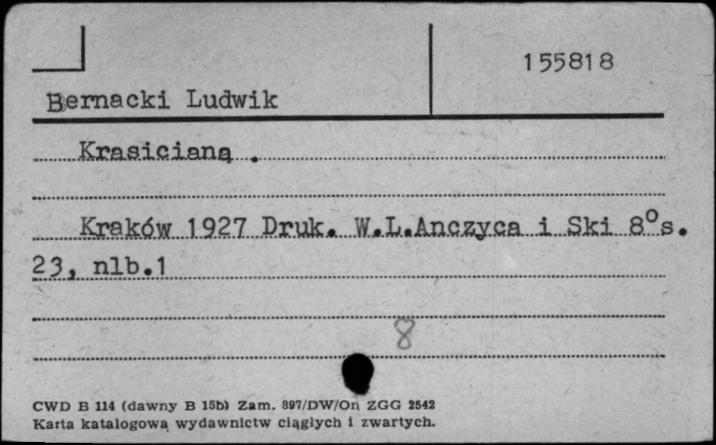 155818
Bernacki Ludwik
Krasicianą .
Kraków 1927 Druk. W.L.Anczyca i Ski 8° s.
23, nlb.1
8
CWD B 114 (dawny B 15b) Zam. 897/DW/On ZGG 2542
Karta katalogowa wydawnictw ciągłych i zwartych.